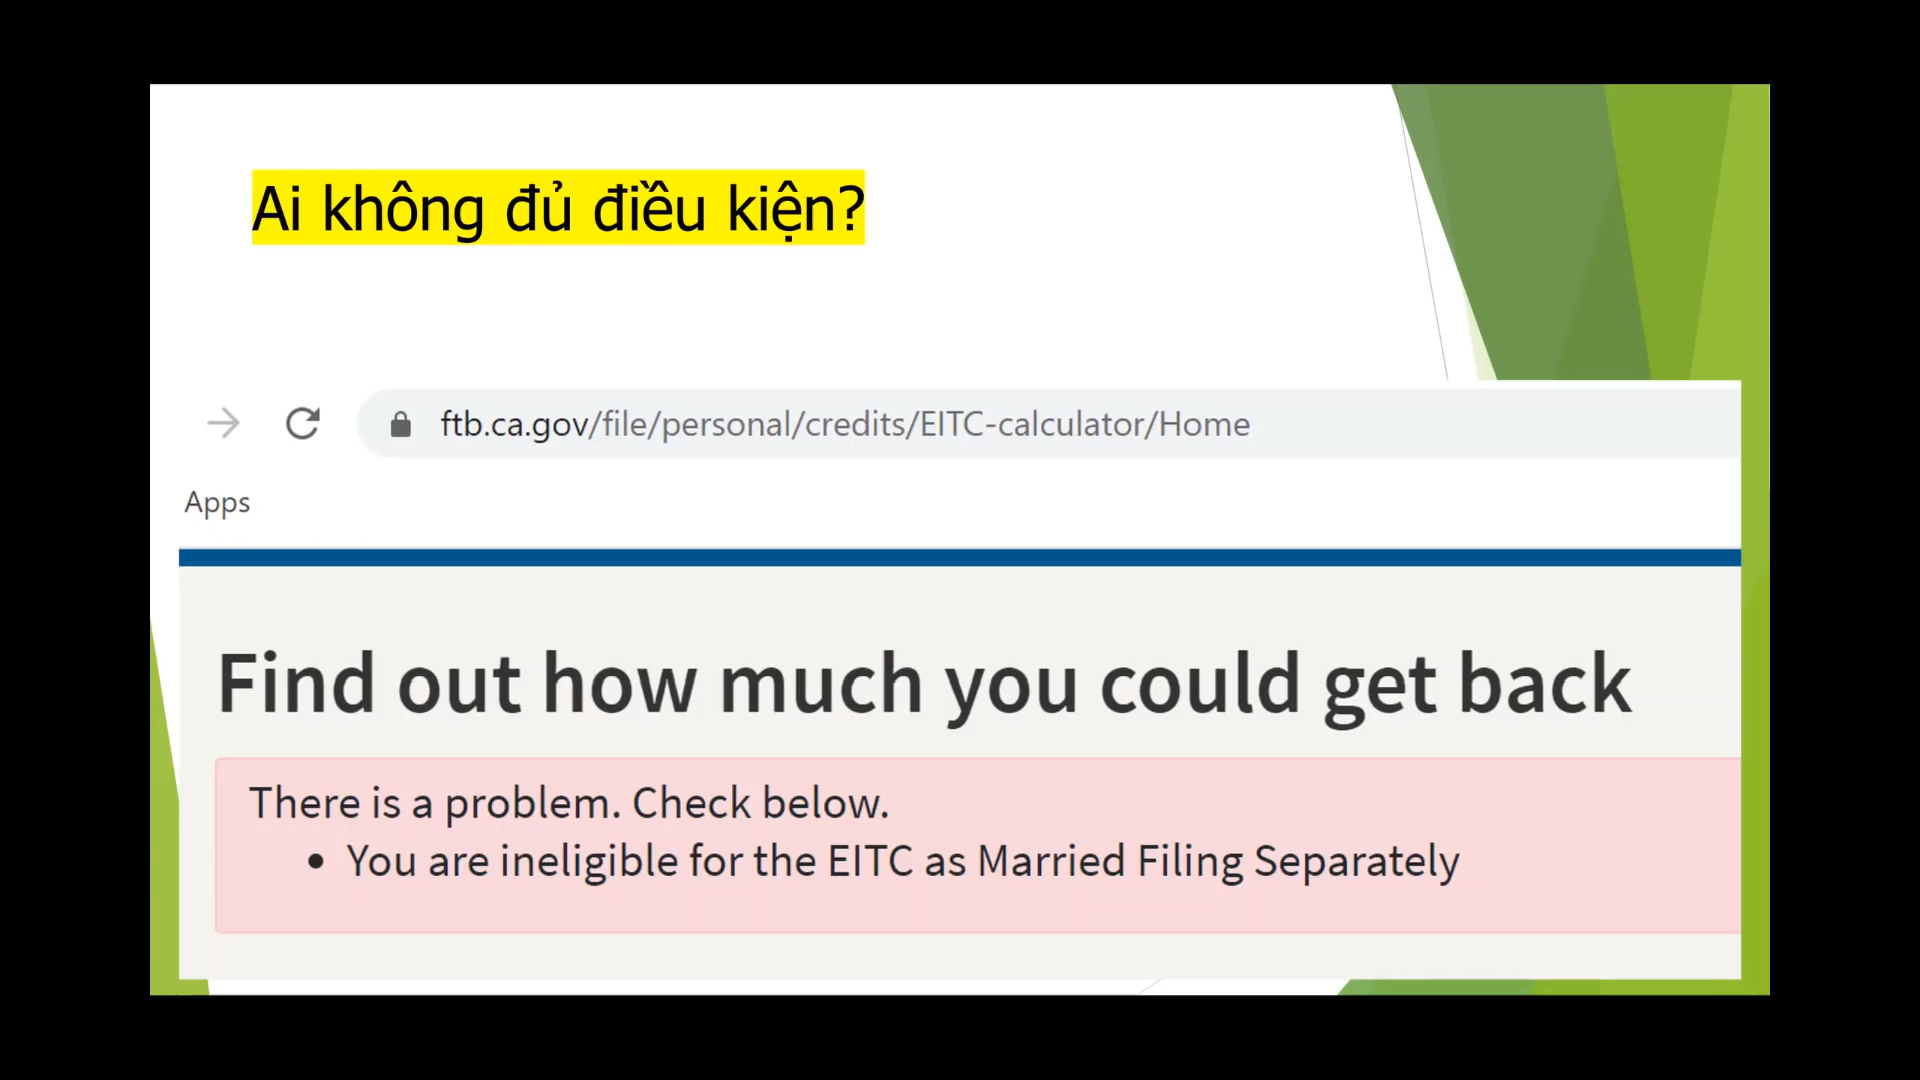 Ai không đủ điều kiện?
ftb.ca.gov/file/personal/credits/EITC-calculator/Home
Apps
Find out how much you could get back
There is a problem. Check below.
• You are ineligible for the EITC as Married Filing Separately